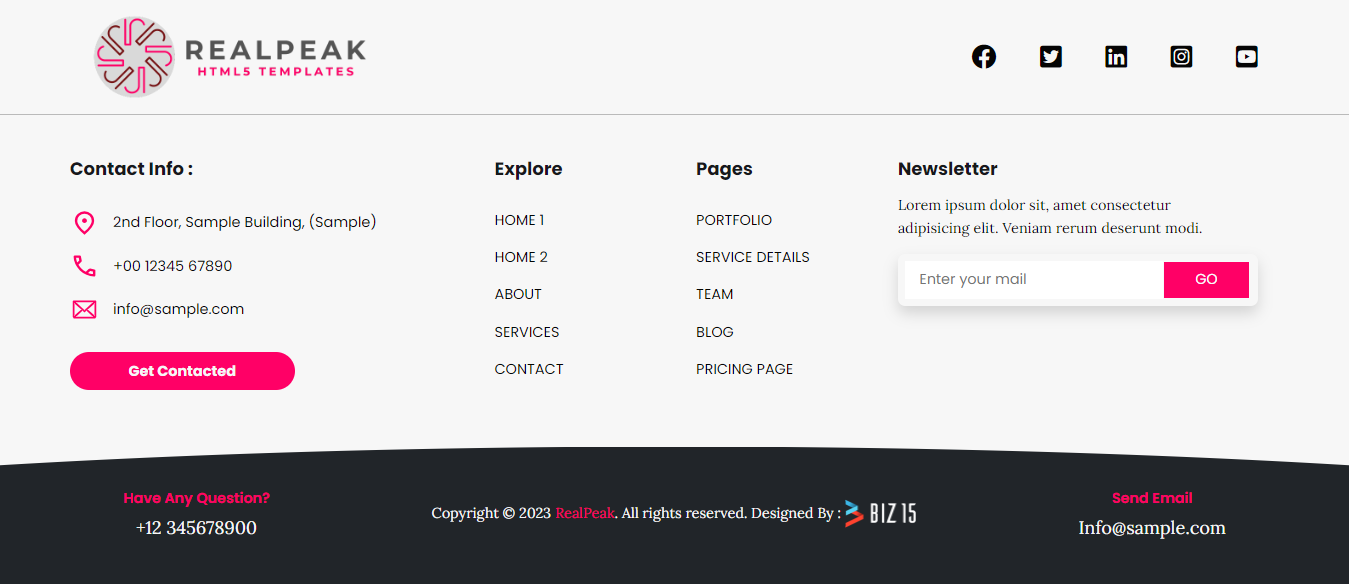 REALPEAK
HTML5 TEMPLATES
Contact Info :
2nd Floor, Sample Building, (Sample)
+00 12345 67890
info@sample.com
Get Contacted
Explore
HOME 1
HOME 2
ABOUT
SERVICES
CONTACT
Pages
PORTFOLIO
SERVICE DETAILS
TEAM
BLOG
PRICING PAGE
Newsletter
Lorem ipsum dolor sit, amet consectetur
adipisicing elit. Veniam rerum deserunt modi.
Enter your mail
GO
Have Any Question?
+12 345678900
Copyright © 2023 RealPeak. All rights reserved. Designed By : BIZ 15
Send Email
Info@sample.com